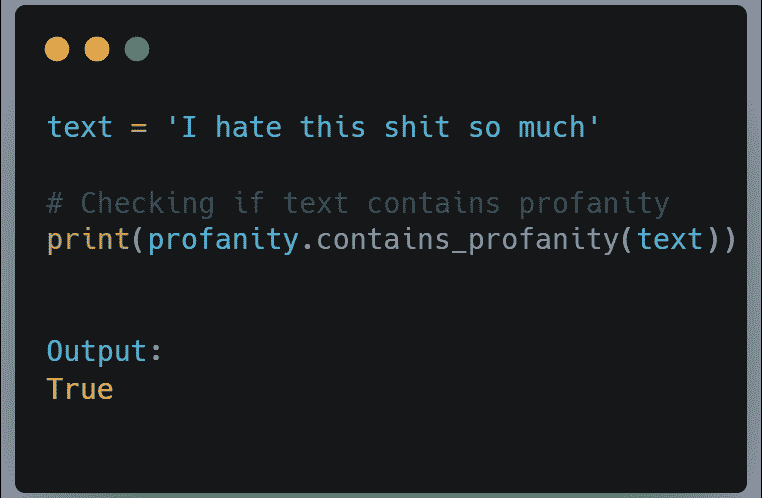 text = 'I hate this shit so much'
# Checking if text contains profanity
print(profanity.contains_profanity(text))
Output:
True